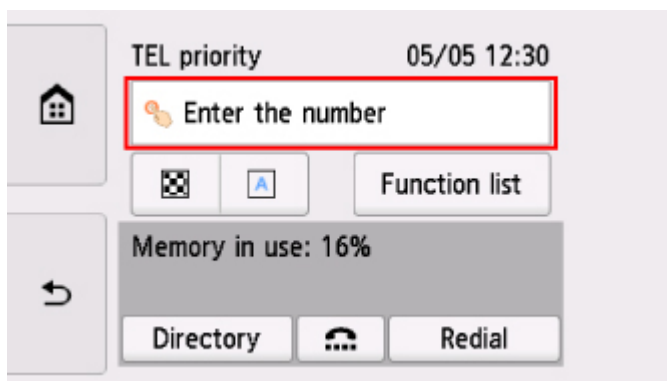 TEL priority 05/05 12:30
Enter the number
A Function list
Memory in use: 16%
Directory Redial